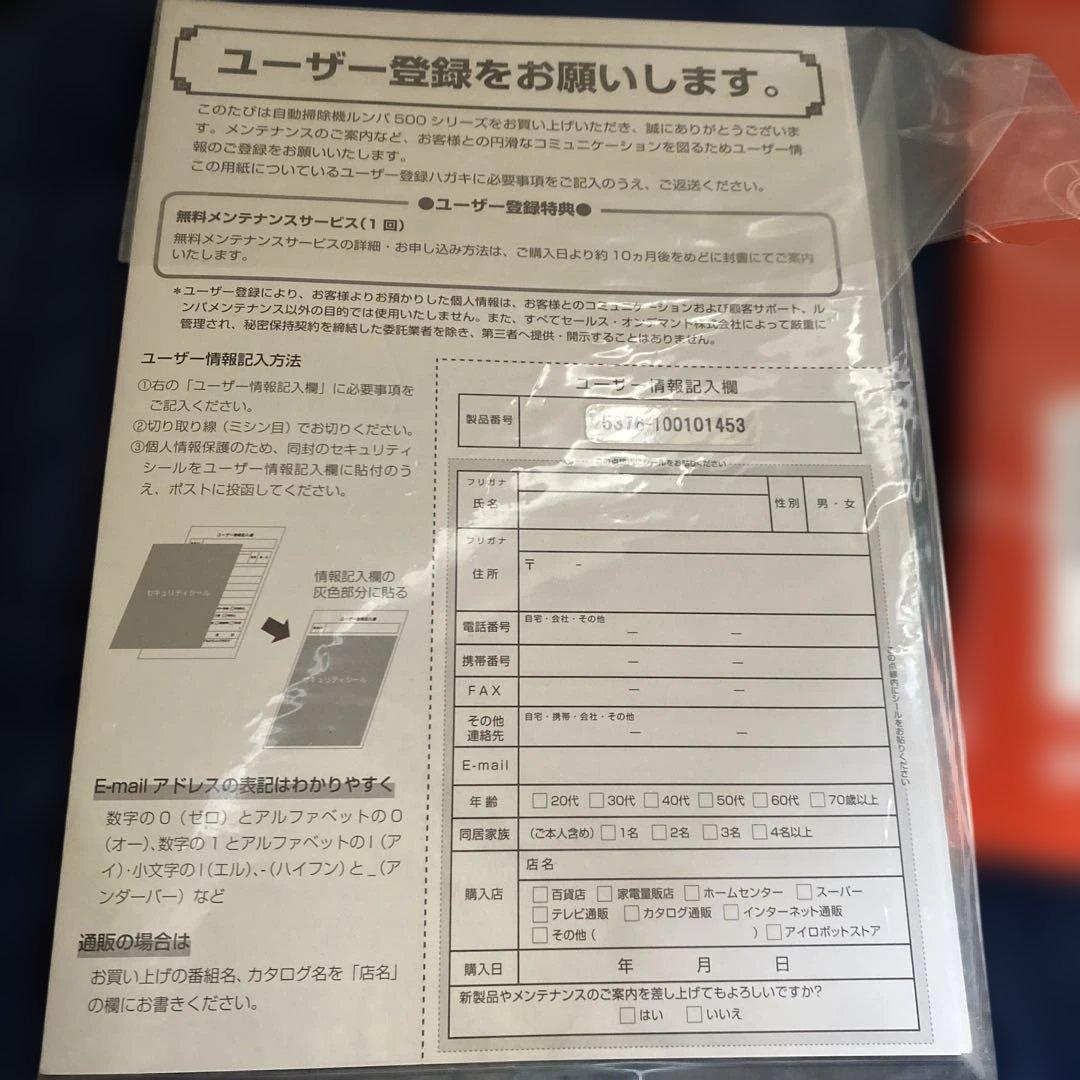 ユーザー登録をお願いします。
このたびは自動掃除機ルンバ500シリーズをお買い上げいただき、誠にありがとうございま
す。メンテナンスのご案内など、お客様との円滑なコミュニケーションを図るためユーザー情
報のご登録をお願いいたします。
この用紙についているユーザー登録ハガキに必要事項をご記入のうえ、ご返送ください。
●ユーザー登録特典●
無料メンテナンスサービス(1回)
無料メンテナンスサービスの詳細・お申し込み方法は、ご購入日より約10ヵ月後をめどに封書にてご案内
いたします。
*ユーザー登録により、お客様よりお預かりした個人情報は、お客様とのコミュニケーションおよび顧客サポート、ル
ンバメンテナンス以外の目的では使用いたしません。また、すべてセールス・オンデマンド株式会社によって厳重に
管理され、秘密保持契約を締結した委託業者を除き、第三者へ提供・開示することはありません。
ユーザー情報記入方法
①右の「ユーザー情報記入欄」に必要事項を
ご記入ください。
②切り取り線(ミシン目)でお切りください。
③個人情報保護のため、同封のセキュリティ
シールをユーザー情報記入欄に貼付のう
え、ポストに投函してください。
ユーザー情報記入欄
セキュリティシール
情報記入欄の
灰色部分に貼る
セキュリティシール
E-mailアドレスの表記はわかりやすく
数字の0(ゼロ)とアルファベットのO
(オー)、数字の1とアルファベットのI(ア
イ)・小文字のl(エル)、-(ハイフン)と_(ア
ンダーバー)など
通販の場合は
お買い上げの番組名、カタログ名を「店名」
の欄にお書きください。
ユーザー情報記入欄
製品番号 5376-100101453
シールをお貼りください
フリガナ
氏名 性別 男・女
フリガナ
住所 〒 -
電話番号 自宅・会社・その他 — —
携帯番号 — —
FAX — —
その他 自宅・携帯・会社・その他
連絡先 — —
E-mail
年齢 □20代 □30代 □40代 □50代 □60代 □70歳以上
同居家族 (ご本人含め) □1名 □2名 □3名 □4名以上
店名
購入店 □百貨店 □家電量販店 □ホームセンター □スーパー
□テレビ通販 □カタログ通販 □インターネット通販
□その他( ) □アイロボットストア
購入日 年 月 日
新製品やメンテナンスのご案内を差し上げてもよろしいですか?
□はい □いいえ
この点線内にシールをお貼りください